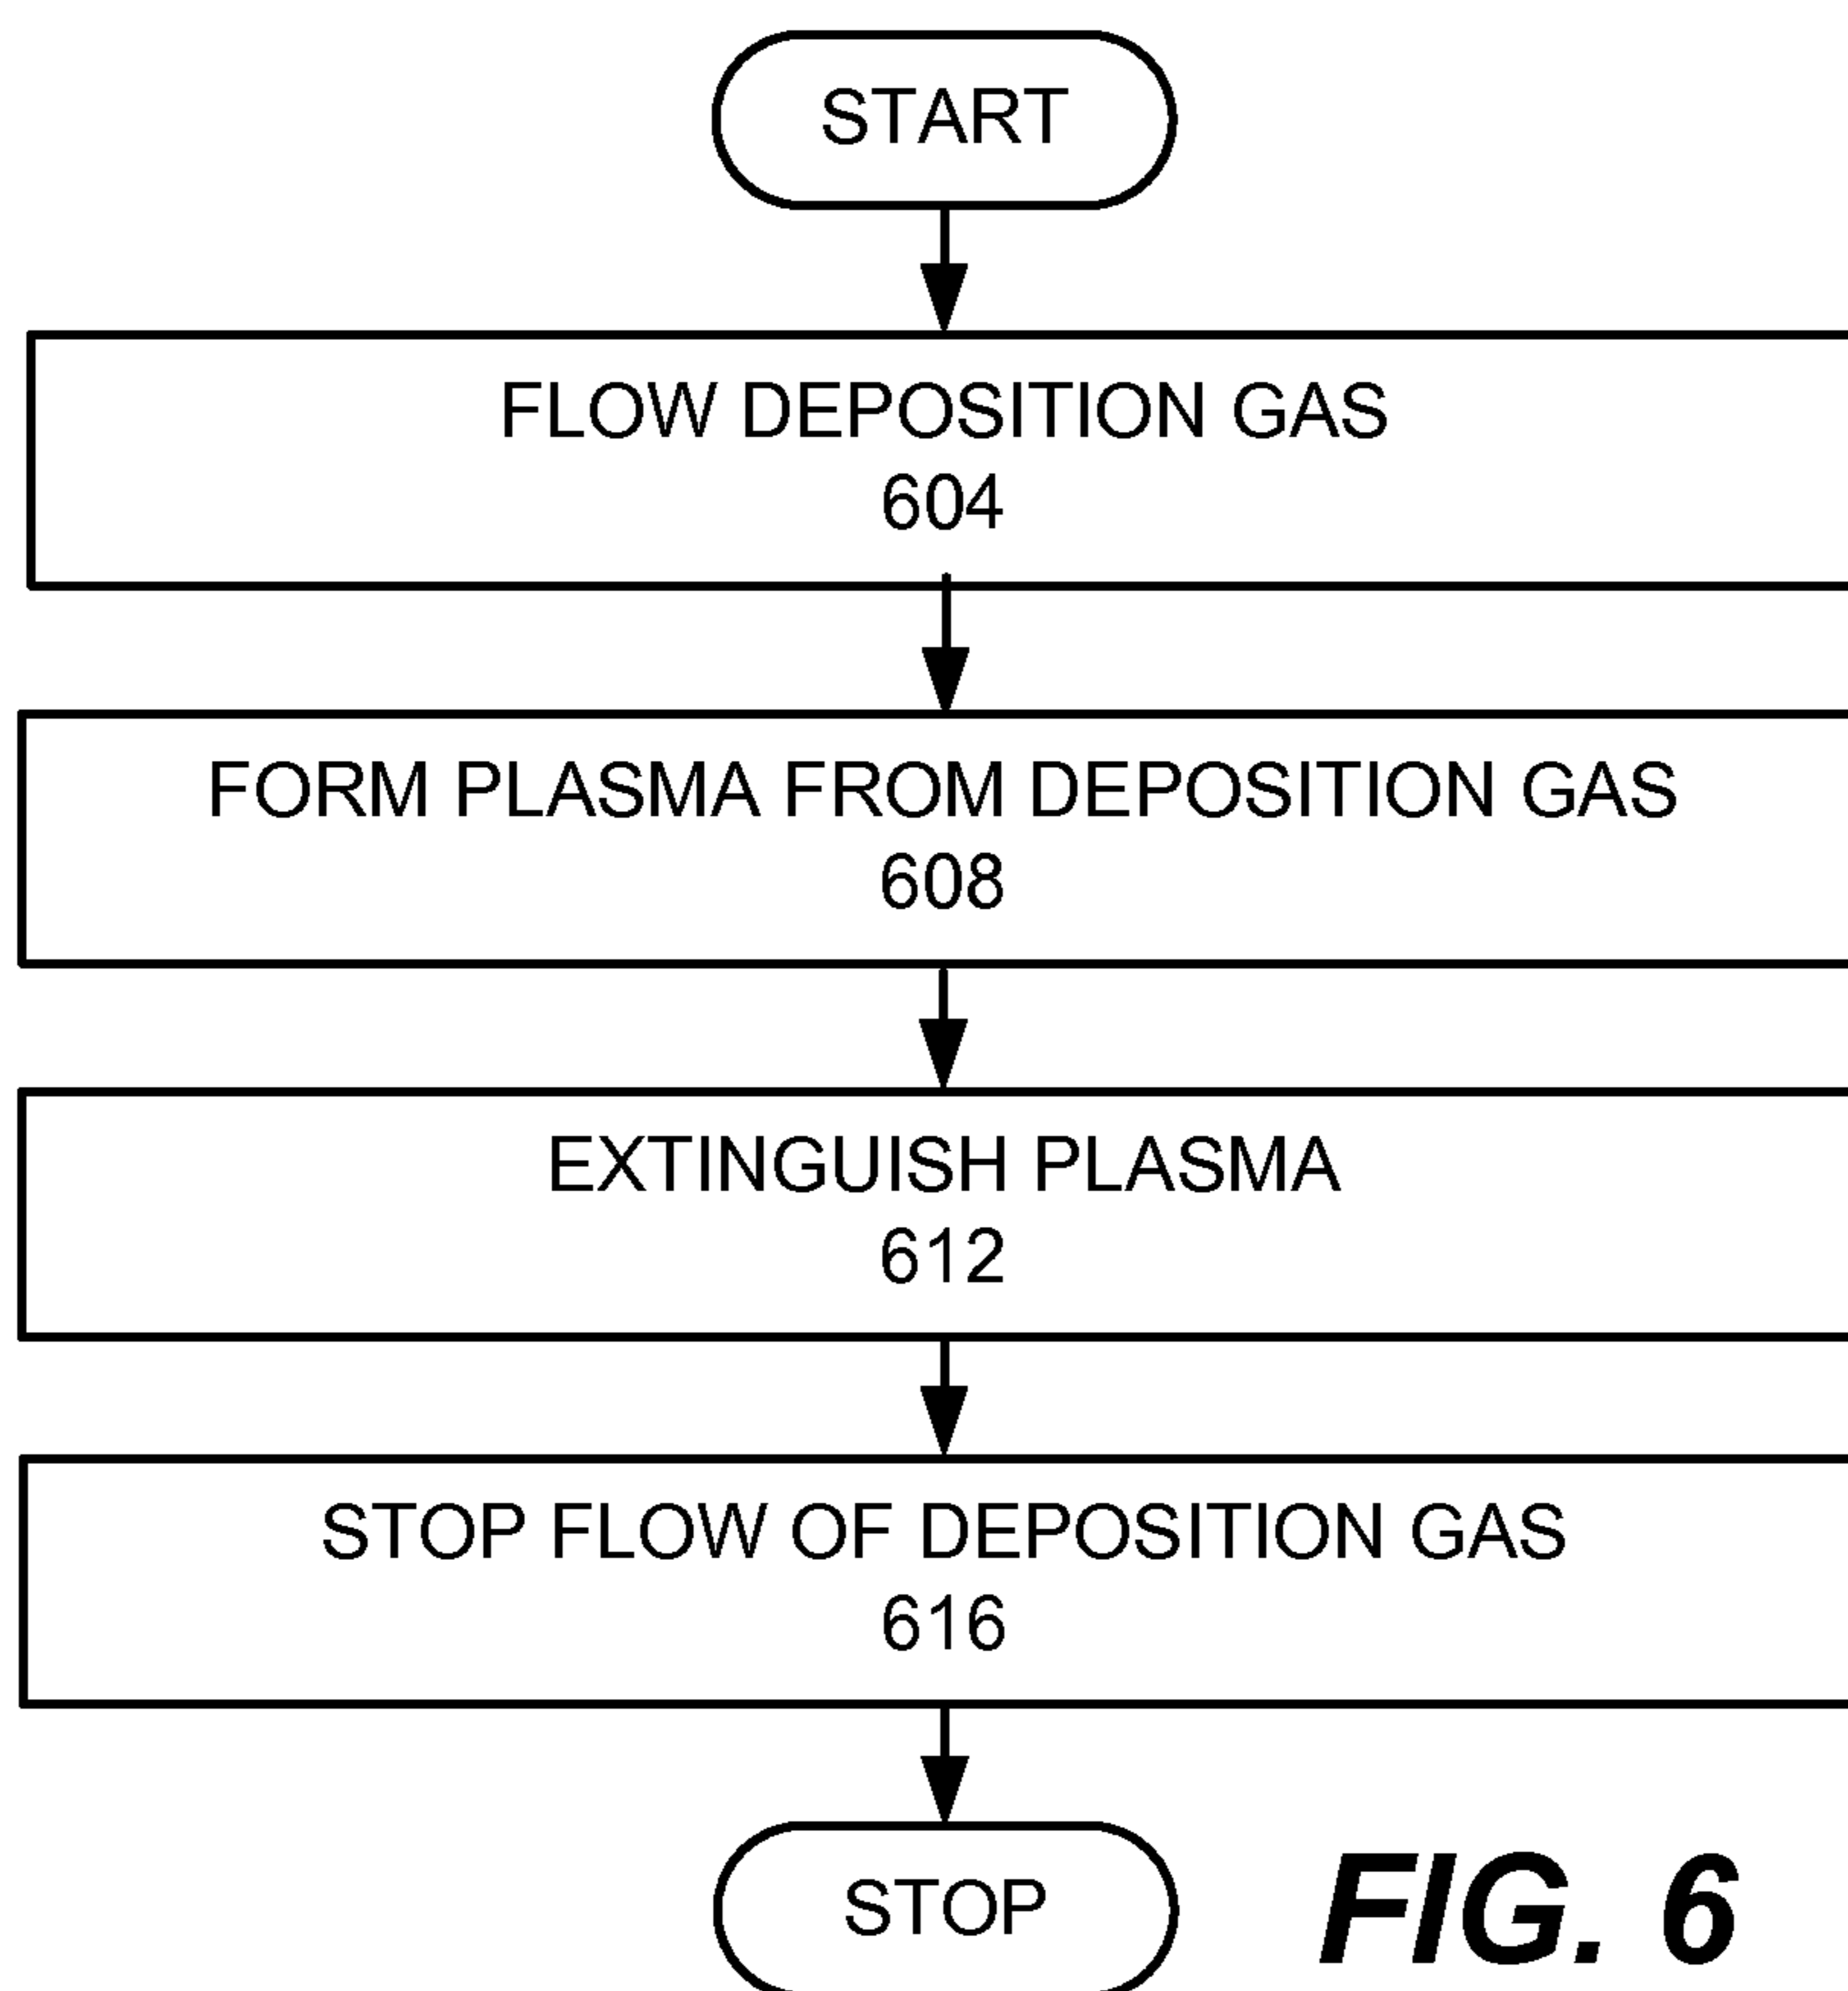 START
FLOW DEPOSITION GAS
604
FORM PLASMA FROM DEPOSITION GAS
608
EXTINGUISH PLASMA
612
STOP FLOW OF DEPOSITION GAS
616
STOP
FIG. 6